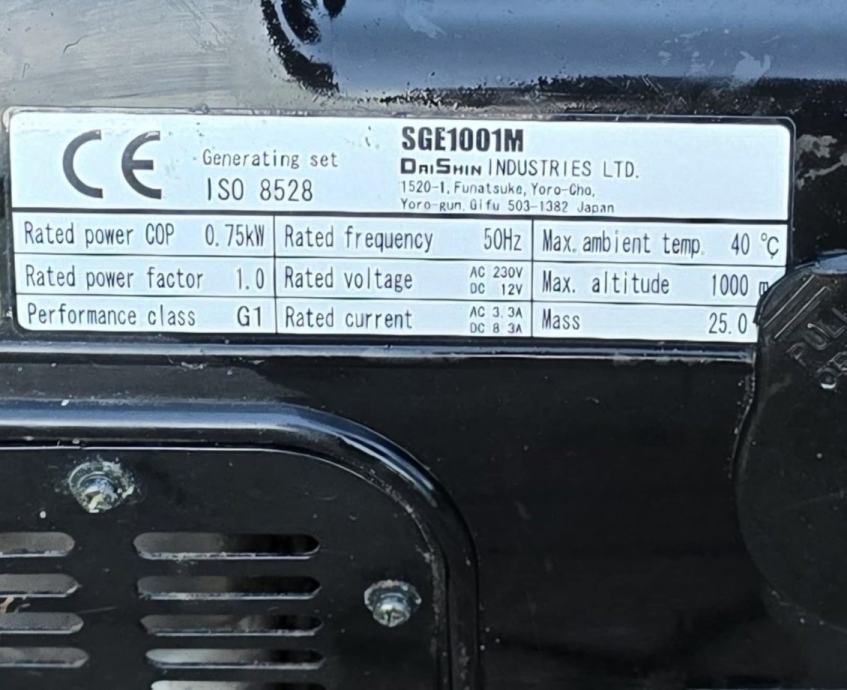 CE Generating set
ISO 8528
SGE1001M
DAISHIN INDUSTRIES LTD.
1520-1, Funatsuke, Yoro-Cho,
Yoro-gun, Gifu 503-1382 Japan
Rated power COP 0.75kW Rated frequency 50Hz Max. ambient temp. 40 ℃
Rated power factor 1.0 Rated voltage AC 230V DC 12V Max. altitude 1000 m
Performance class G1 Rated current AC 3.3A DC 8.3A Mass 25.0
PULL